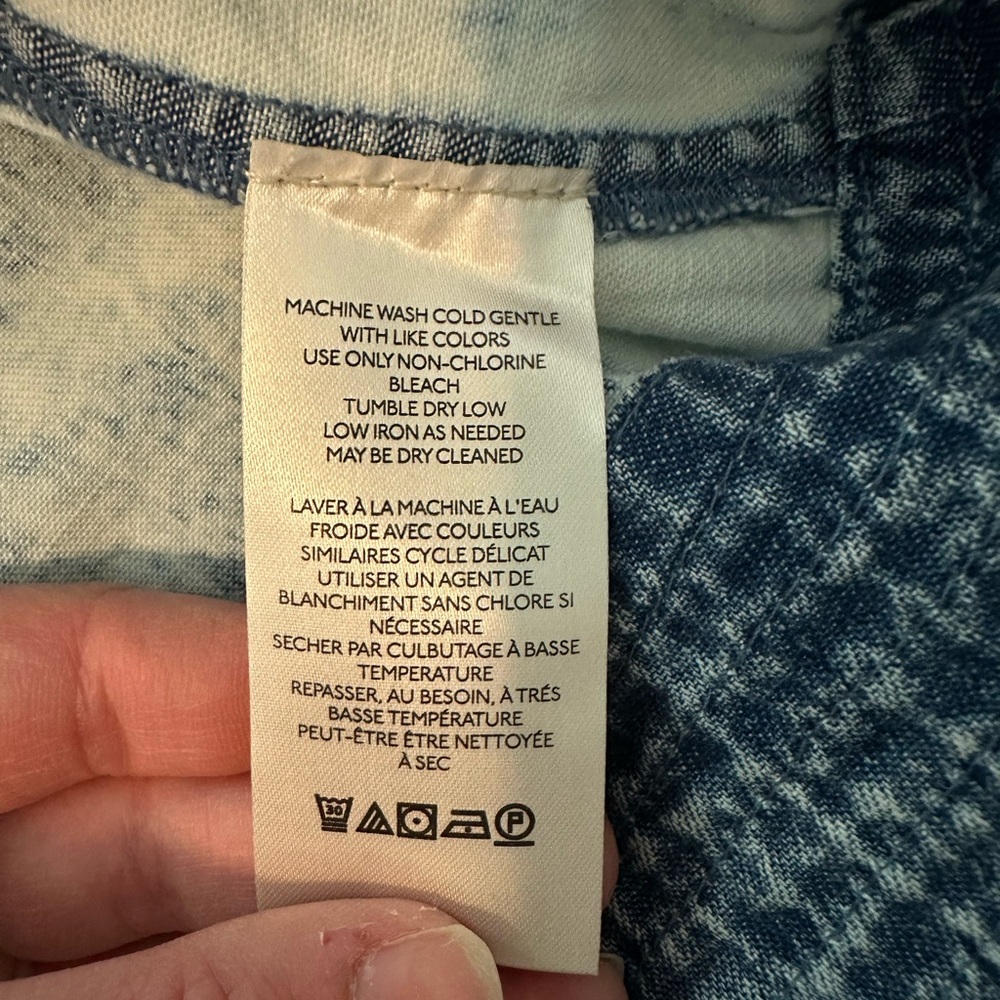 MACHINE WASH COLD GENTLE
WITH LIKE COLORS
USE ONLY NON-CHLORINE
BLEACH
TUMBLE DRY LOW
LOW IRON AS NEEDED
MAY BE DRY CLEANED
LAVER À LA MACHINE À L'EAU
FROIDE AVEC COULEURS
SIMILAIRES CYCLE DÉLICAT
UTILISER UN AGENT DE
BLANCHIMENT SANS CHLORE SI
NÉCESSAIRE
SECHER PAR CULBUTAGE À BASSE
TEMPERATURE
REPASSER, AU BESOIN, À TRÉS
BASSE TEMPÉRATURE
PEUT-ÊTRE ÊTRE NETTOYÉE
À SEC
30 P